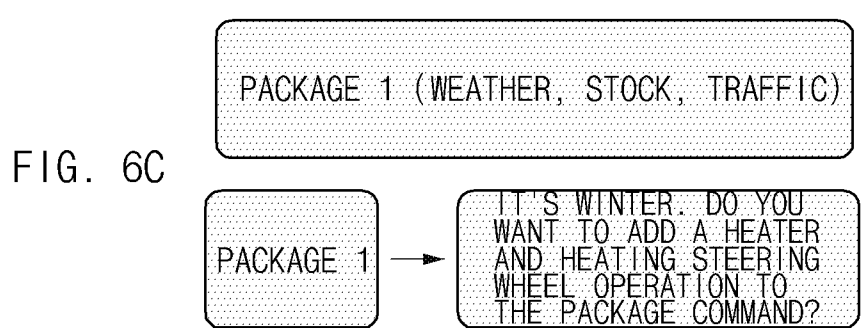 PACKAGE 1 (WEATHER, STOCK, TRAFFIC)
FIG. 6C
PACKAGE 1
IT'S WINTER. DO YOU
WANT TO ADD A HEATER
AND HEATING STEERING
WHEEL OPERATION TO
THE PACKAGE COMMAND?